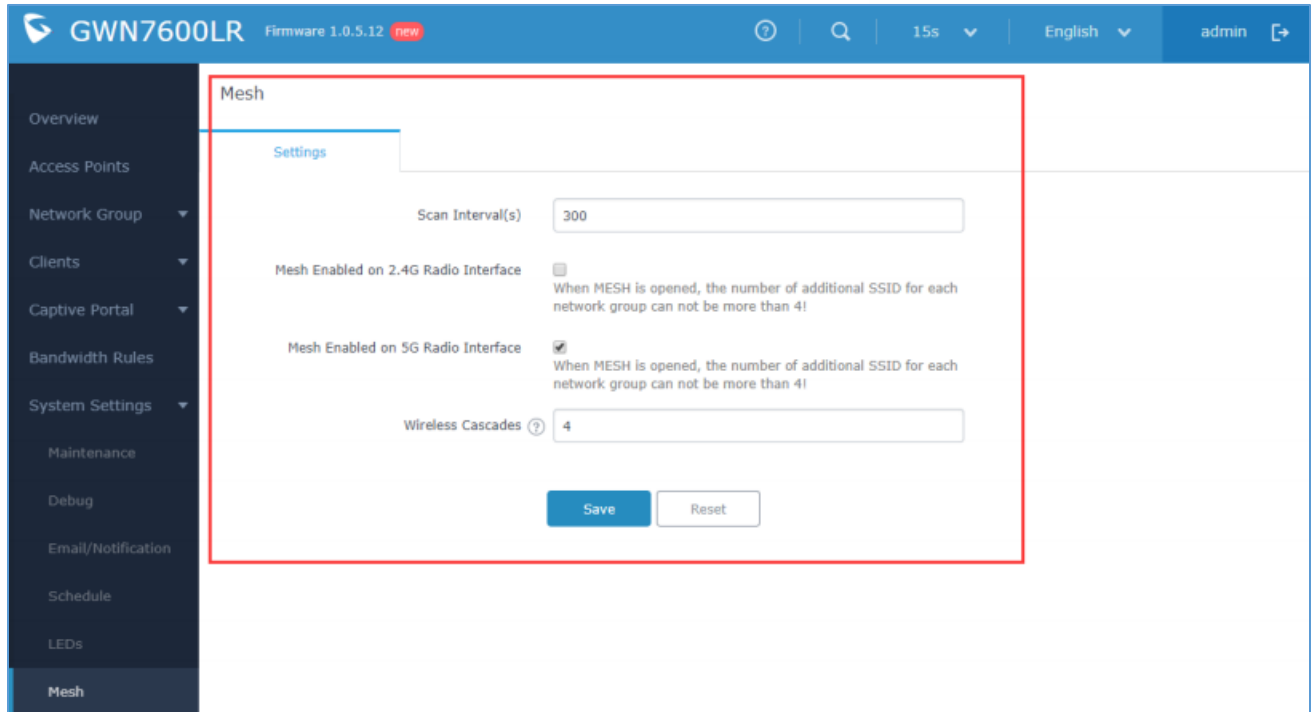 GWN7600LR Firmware 1.0.5.12 new 15s English admin
Overview
Access Points
Network Group
Clients
Captive Portal
Bandwidth Rules
System Settings
Maintenance
Debug
Email/Notification
Schedule
LEDs
Mesh
Mesh
Settings
Scan Interval(s) 300
Mesh Enabled on 2.4G Radio Interface
When MESH is opened, the number of additional SSID for each
network group can not be more than 4!
Mesh Enabled on 5G Radio Interface
When MESH is opened, the number of additional SSID for each
network group can not be more than 4!
Wireless Cascades ? 4
Save Reset